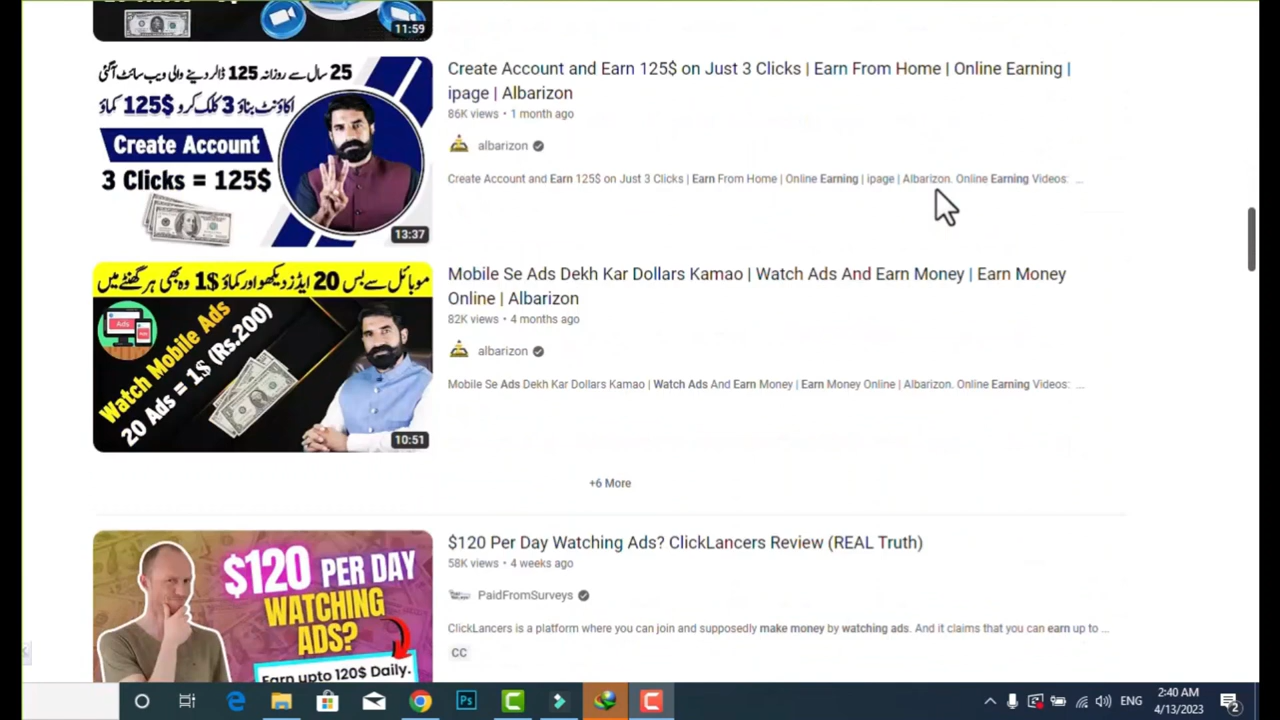 11:59
25 سال سے روزانہ 125 ڈالر دینے والی ویب سائٹ آگئی
اکاؤنٹ بناؤ 3 کلک کرو 125$ کماؤ
Create Account
3 Clicks = 125$
13:37
Create Account and Earn 125$ on Just 3 Clicks | Earn From Home | Online Earning |
ipage | Albarizon
86K views • 1 month ago
albarizon
Create Account and Earn 125$ on Just 3 Clicks | Earn From Home | Online Earning | ipage | Albarizon. Online Earning Videos: ...
موبائل سے بس 20 ایڈز دیکھو اور کماؤ 1$ وہ بھی ہر گھنٹے میں
Ads
Watch Mobile Ads
20 Ads = 1$ (Rs.200)
10:51
Mobile Se Ads Dekh Kar Dollars Kamao | Watch Ads And Earn Money | Earn Money
Online | Albarizon
82K views • 4 months ago
albarizon
Mobile Se Ads Dekh Kar Dollars Kamao | Watch Ads And Earn Money | Earn Money Online | Albarizon. Online Earning Videos: ...
+6 More
$120 PER DAY
WATCHING
ADS?
Earn upto 120$ Daily.
$120 Per Day Watching Ads? ClickLancers Review (REAL Truth)
58K views • 4 weeks ago
PaidFromSurveys
ClickLancers is a platform where you can join and supposedly make money by watching ads. And it claims that you can earn up to ...
CC
Ps
ENG
2:40 AM
4/13/2023
2